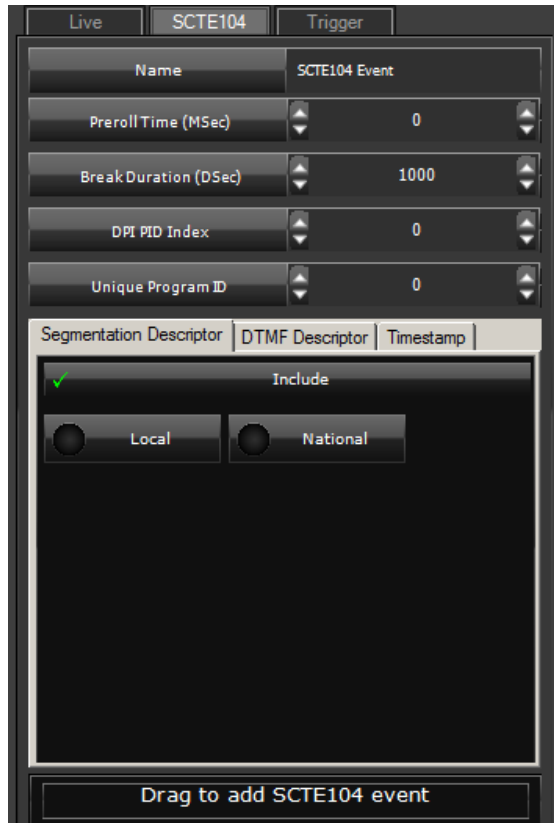 Live SCTE104 Trigger
Name SCTE104 Event
Preroll Time (MSec) 0
Break Duration (DSec) 1000
DPI PID Index 0
Unique Program ID 0
Segmentation Descriptor DTMF Descriptor Timestamp
Include
Local National
Drag to add SCTE104 event